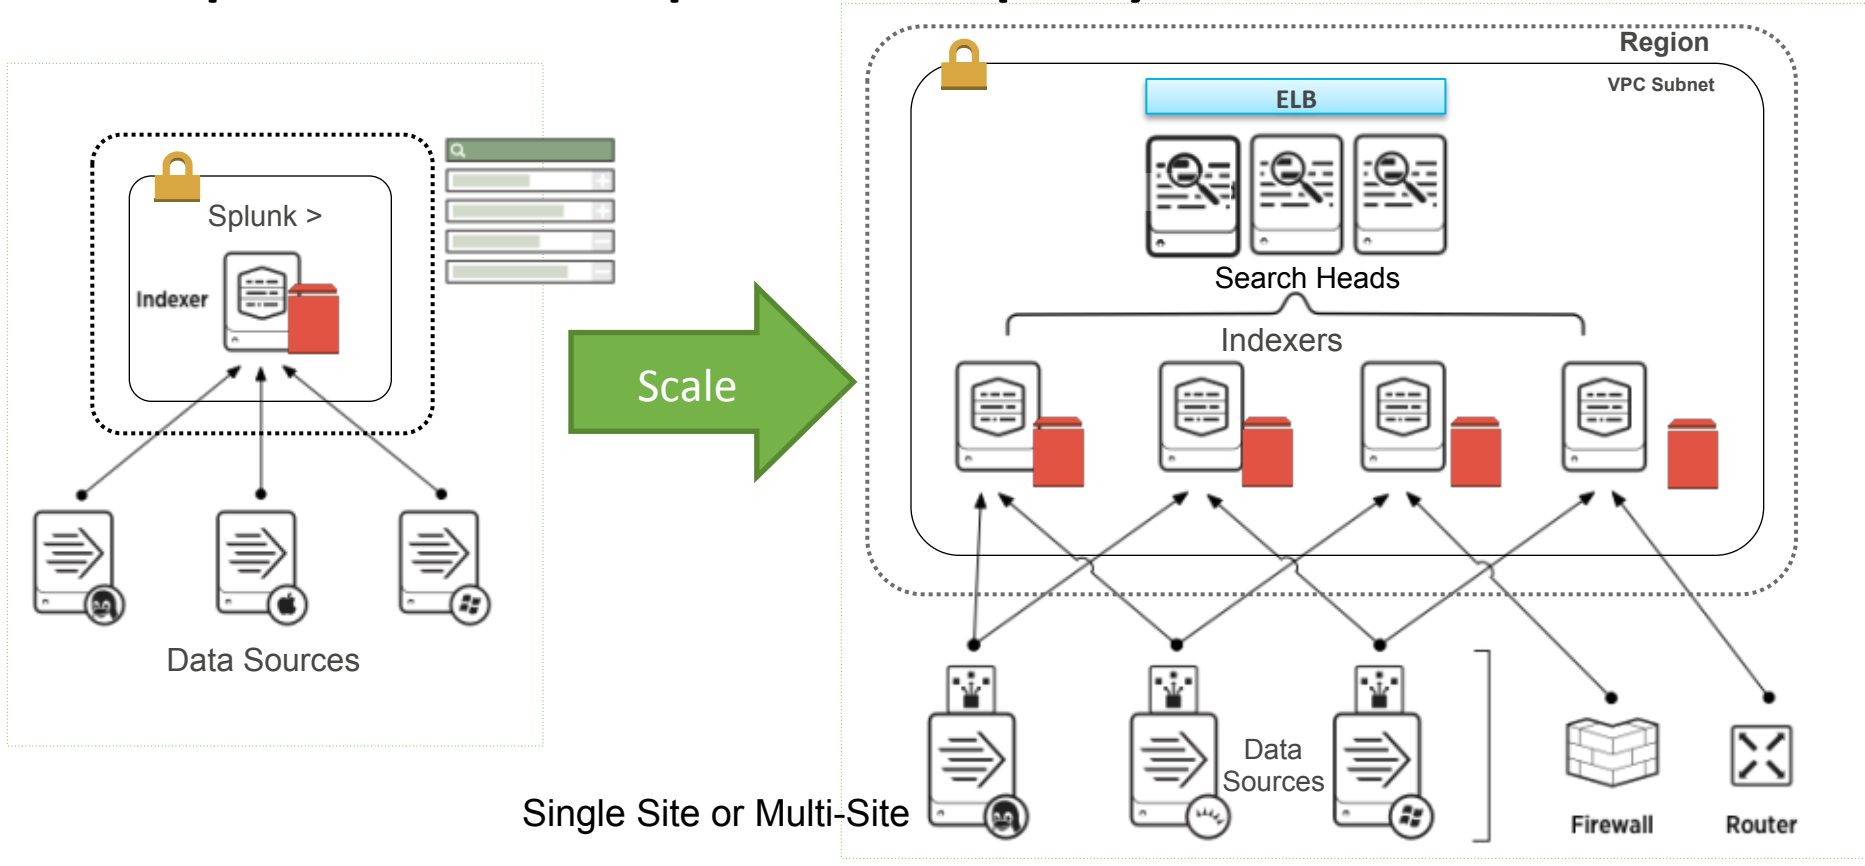 Splunk >
Indexer
Data Sources
Scale
Single Site or Multi-Site
Region
VPC Subnet
ELB
Search Heads
Indexers
Data
Sources
Firewall
Router